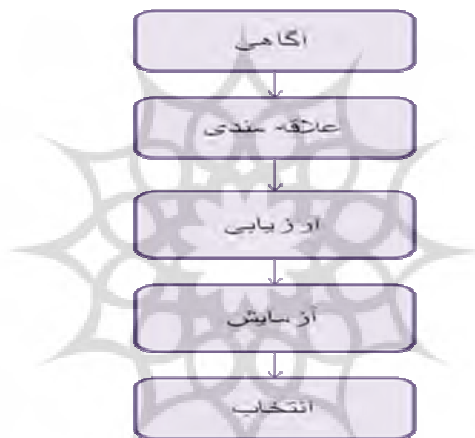 آگاهی
علاقه مندی
ارزیابی
آزمایش
انتخاب